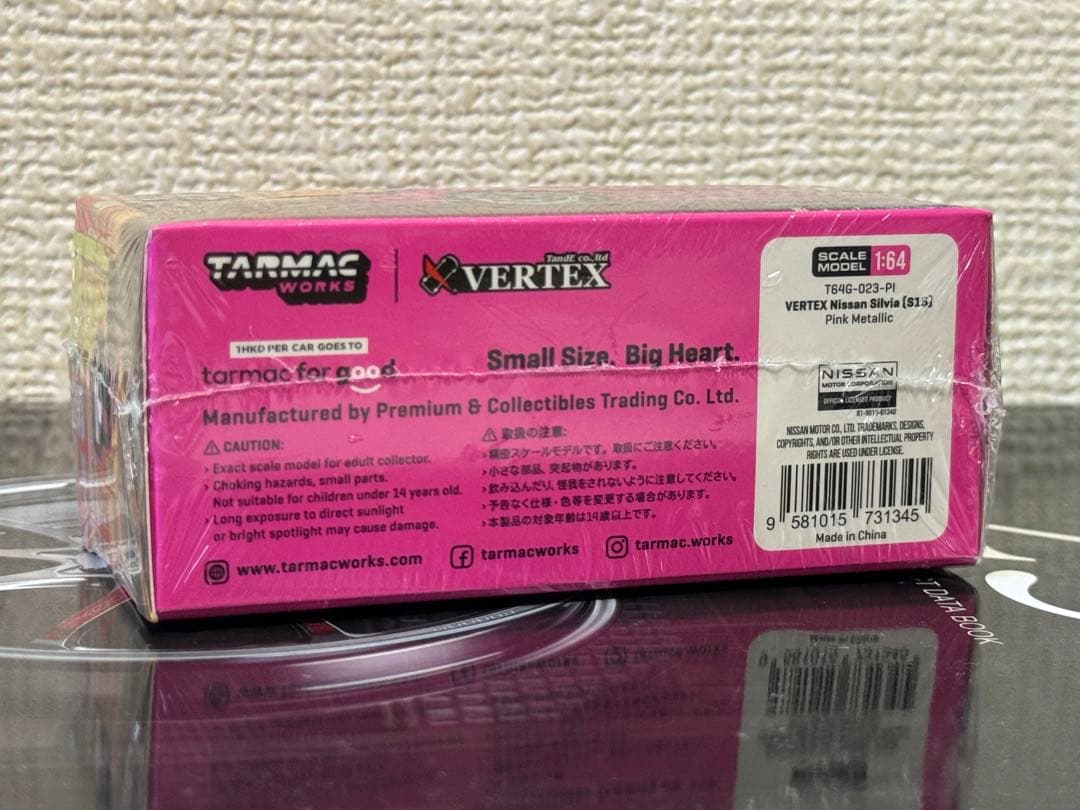 TARMAC
WORKS
TandE co.,ltd
VERTEX
1HKD PER CAR GOES TO
tarmac for good
Small Size, Big Heart.
Manufactured by Premium & Collectibles Trading Co. Ltd.
CAUTION:
› Exact scale model for adult collector.
› Choking hazards, small parts.
Not suitable for children under 14 years old.
› Long exposure to direct sunlight
or bright spotlight may cause damage.
取扱の注意:
› 精密スケールモデルです。取扱にご注意ください。
› 小さな部品、突起物があります。
› 飲み込んだり、怪我をされないように注意してください。
› 予告なく仕様・色等を変更する場合があります。
› 本製品の対象年齢は14歳以上です。
www.tarmacworks.com
tarmacworks
tarmac.works
SCALE
MODEL
1:64
T64G-023-PI
VERTEX Nissan Silvia (S15)
Pink Metallic
NISSAN
MOTOR CORPORATION
OFFICIAL LICENSED PRODUCT
NISSAN MOTOR CO., LTD. TRADEMARKS, DESIGNS,
COPYRIGHTS, AND/OR OTHER INTELLECTUAL PROPERTY
RIGHTS ARE USED UNDER LICENSE.
9 581015 731345
Made in China
DATA BOOK